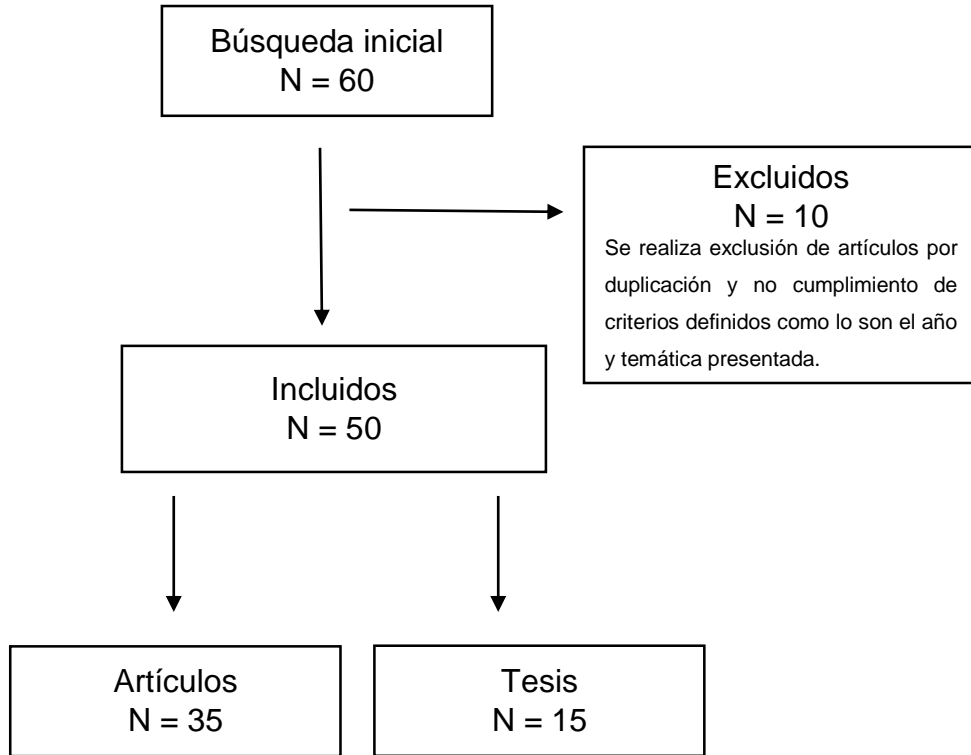 Búsqueda inicial
N = 60
Excluidos
N = 10
Se realiza exclusión de artículos por
duplicación y no cumplimiento de
criterios definidos como lo son el año
y temática presentada.
Incluidos
N = 50
Artículos
N = 35
Tesis
N = 15